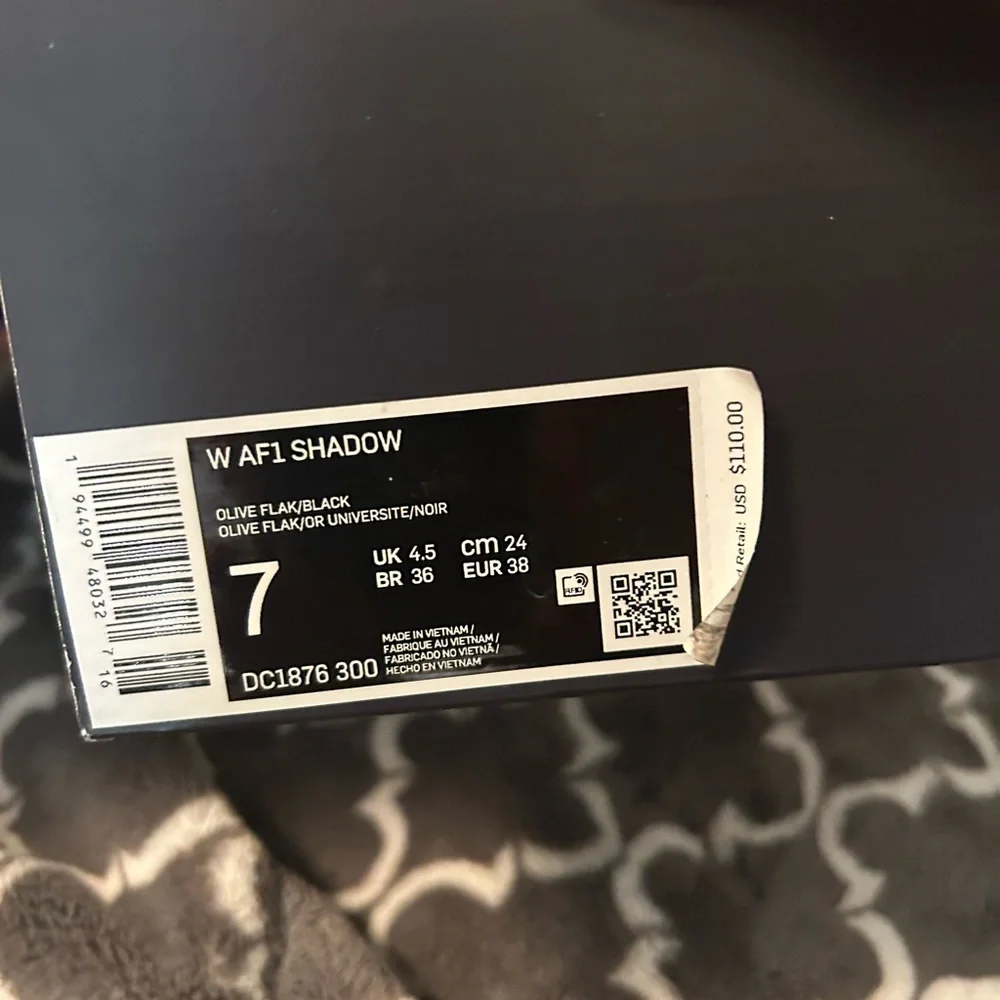 W AF1 SHADOW
OLIVE FLAK/BLACK
OLIVE FLAK/OR UNIVERSITE/NOIR
7
UK 4.5 cm 24
BR 36 EUR 38
MADE IN VIETNAM /
FABRIQUE AU VIETNAM /
FABRICADO NO VIETNÃ /
HECHO EN VIETNAM
DC1876 300
1 94499 48032 7 16
Retail: USD $110.00
RFID